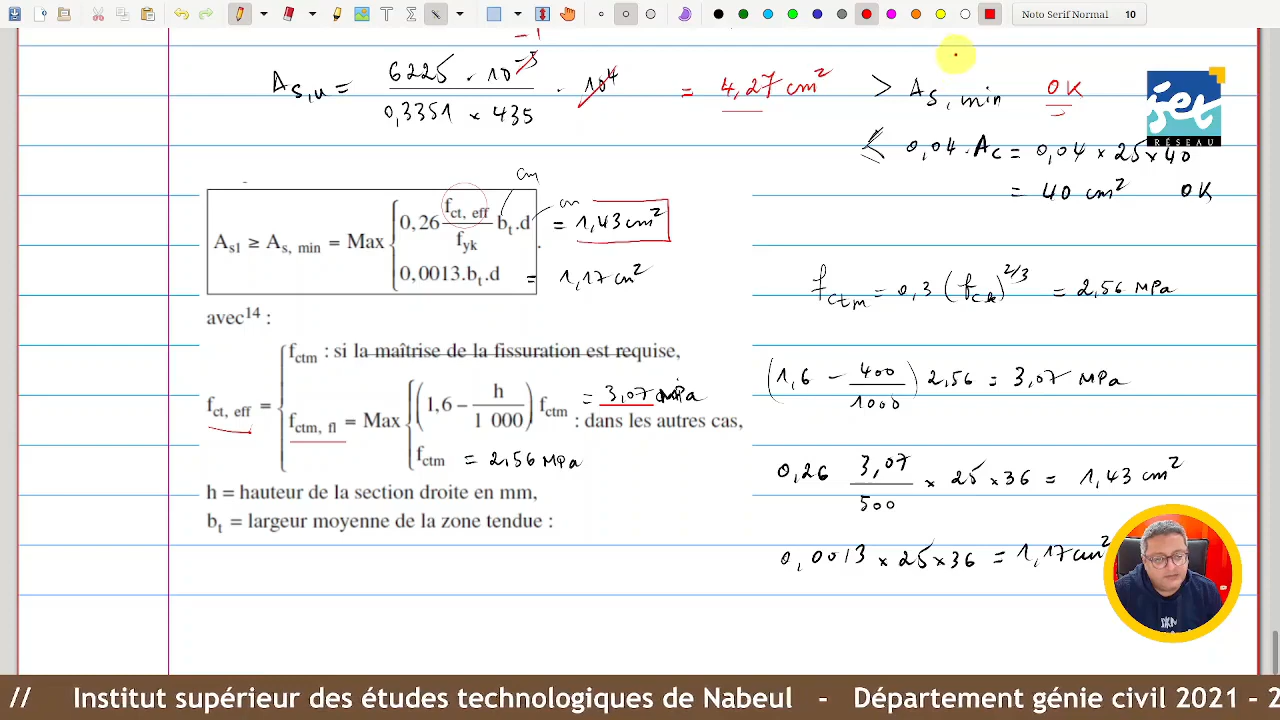 Noto Serif Normal 10
A s,u = 6225 . 10⁻³ / 0,3351 × 435 . 10⁴ = 4,27 cm² > A s, min OK
≤ 0,04 . Ac = 0,04 × 25 × 40
= 40 cm² OK
iset
RÉSEAU
cm
cm
As1 ≥ As, min = Max { 0,26 fct, eff / fyk bt.d = 1,43 cm²
0,0013.bt.d = 1,17 cm²
fctm = 0,3 (fck)^2/3 = 2,56 MPa
avec14 :
fctm : si la maîtrise de la fissuration est requise,
fct, eff = { fctm, fl = Max { (1,6 – h / 1 000) fctm = 3,07 MPa : dans les autres cas,
fctm = 2,56 MPa
(1,6 – 400 / 1000) 2,56 = 3,07 MPa
h = hauteur de la section droite en mm,
bt = largeur moyenne de la zone tendue :
0,26 3,07 / 500 × 25 × 36 = 1,43 cm²
0,0013 × 25 × 36 = 1,17 cm²
// Institut supérieur des études technologiques de Nabeul - Département génie civil 2021 - 2